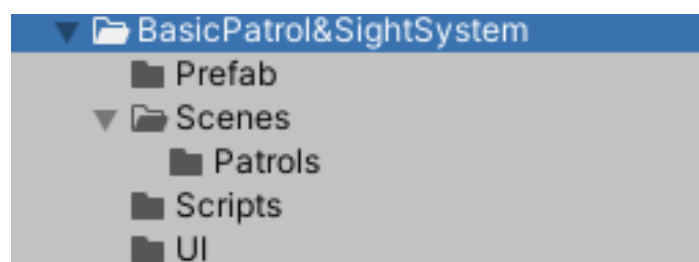 BasicPatrol&SightSystem
Prefab
Scenes
Patrols
Scripts
UI